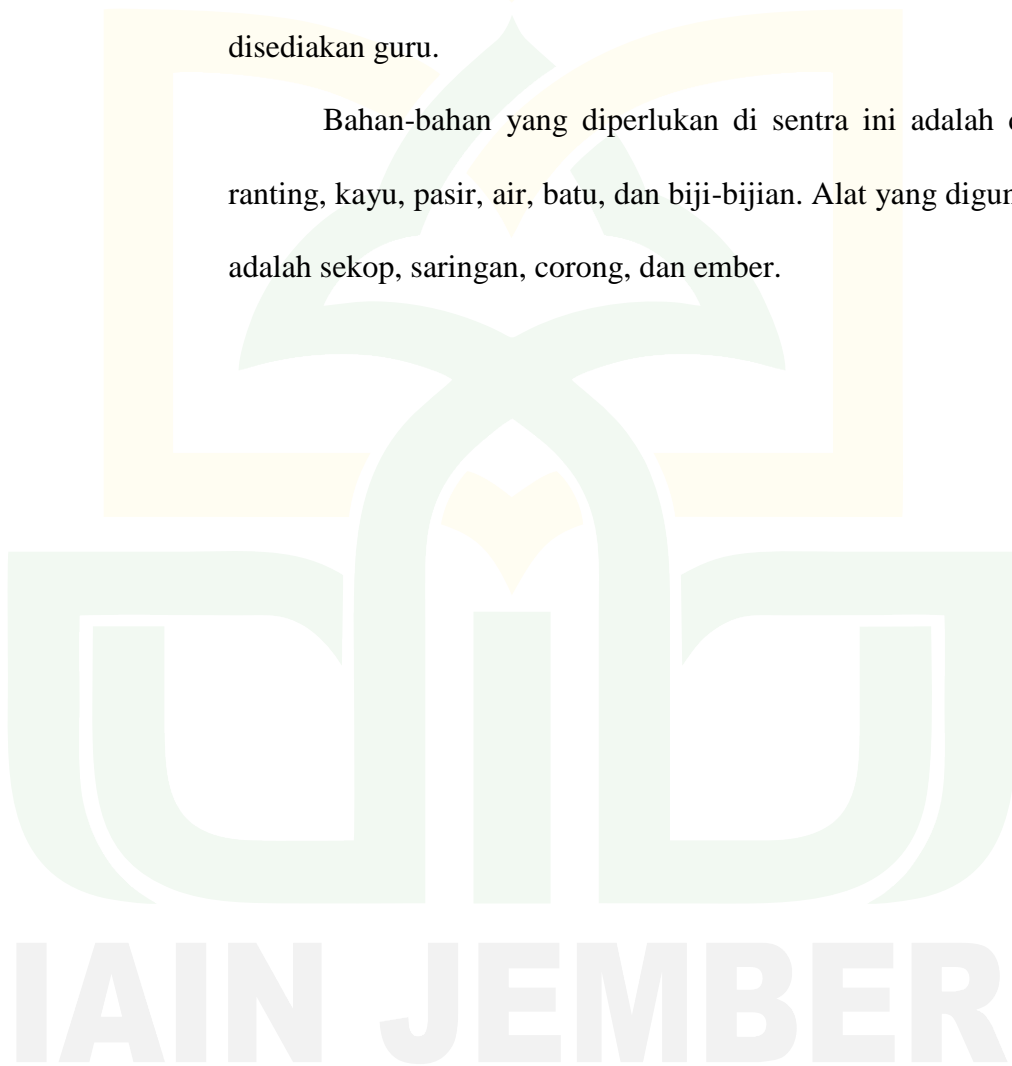 disediakan guru.
Bahan-bahan yang diperlukan di sentra ini adalah
ranting, kayu, pasir, air, batu, dan biji-bijian. Alat yang
adalah sekop, saringan, corong, dan ember.
IAIN JEMBER